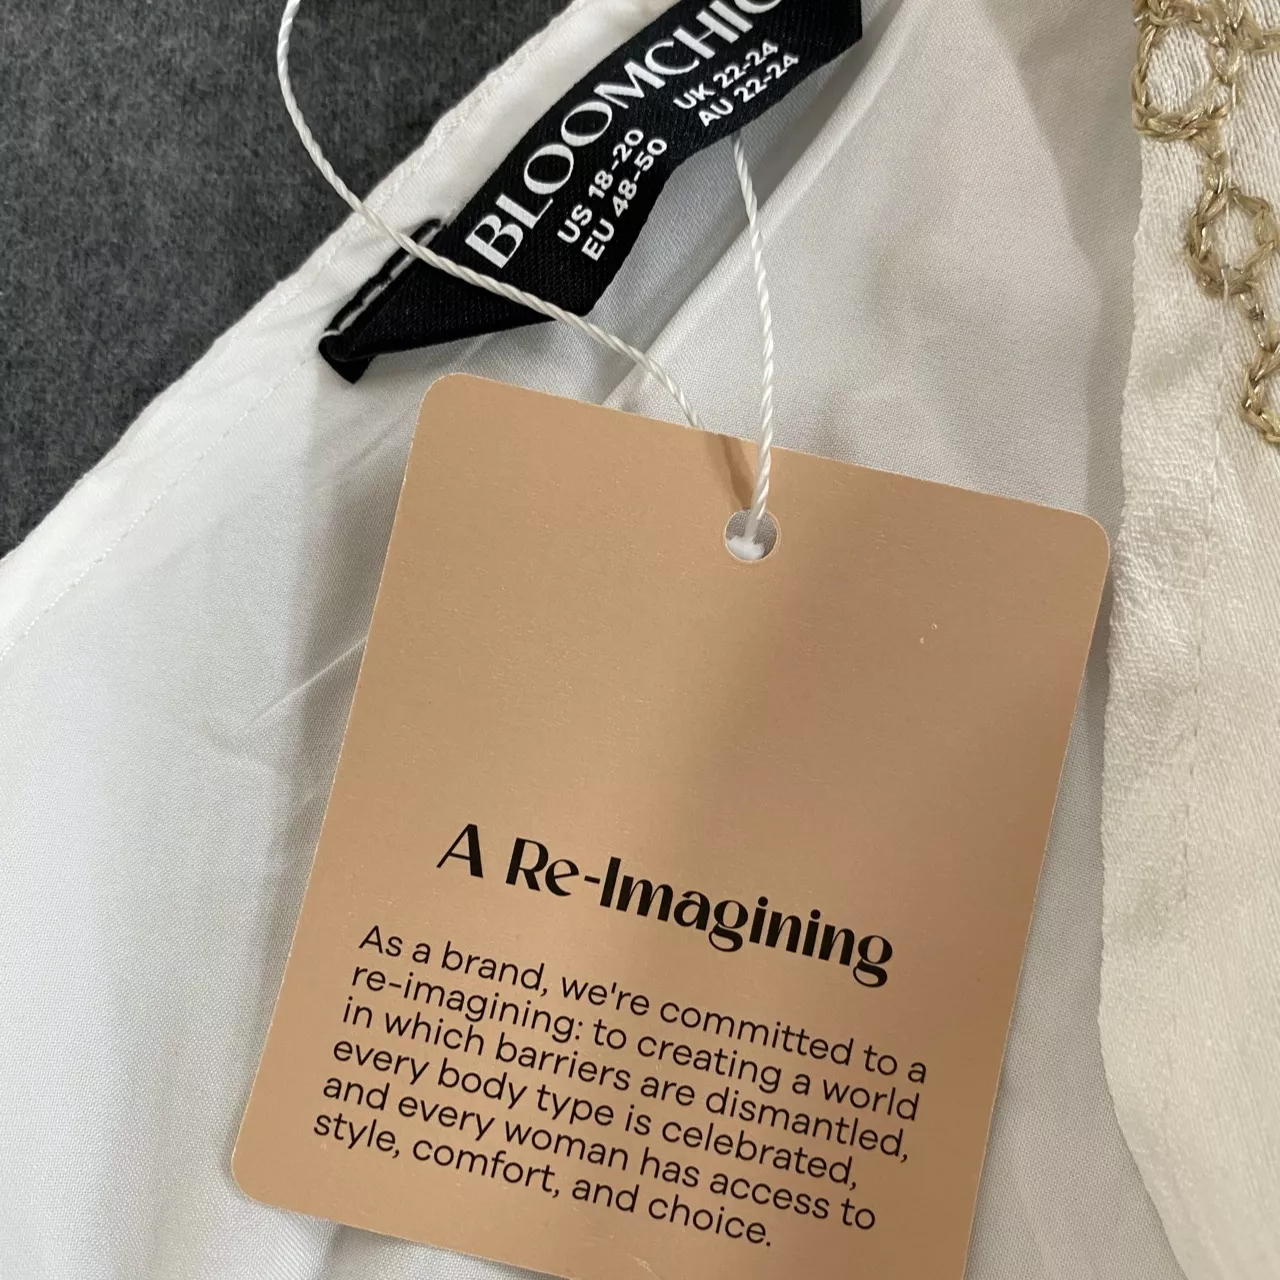 BLOOMCHIC
US 18-20 UK 22-24
EU 48-50 AU 22-24
A Re-Imagining
As a brand, we're committed to a
re-imagining: to creating a world
in which barriers are dismantled,
every body type is celebrated,
and every woman has access to
style, comfort, and choice.